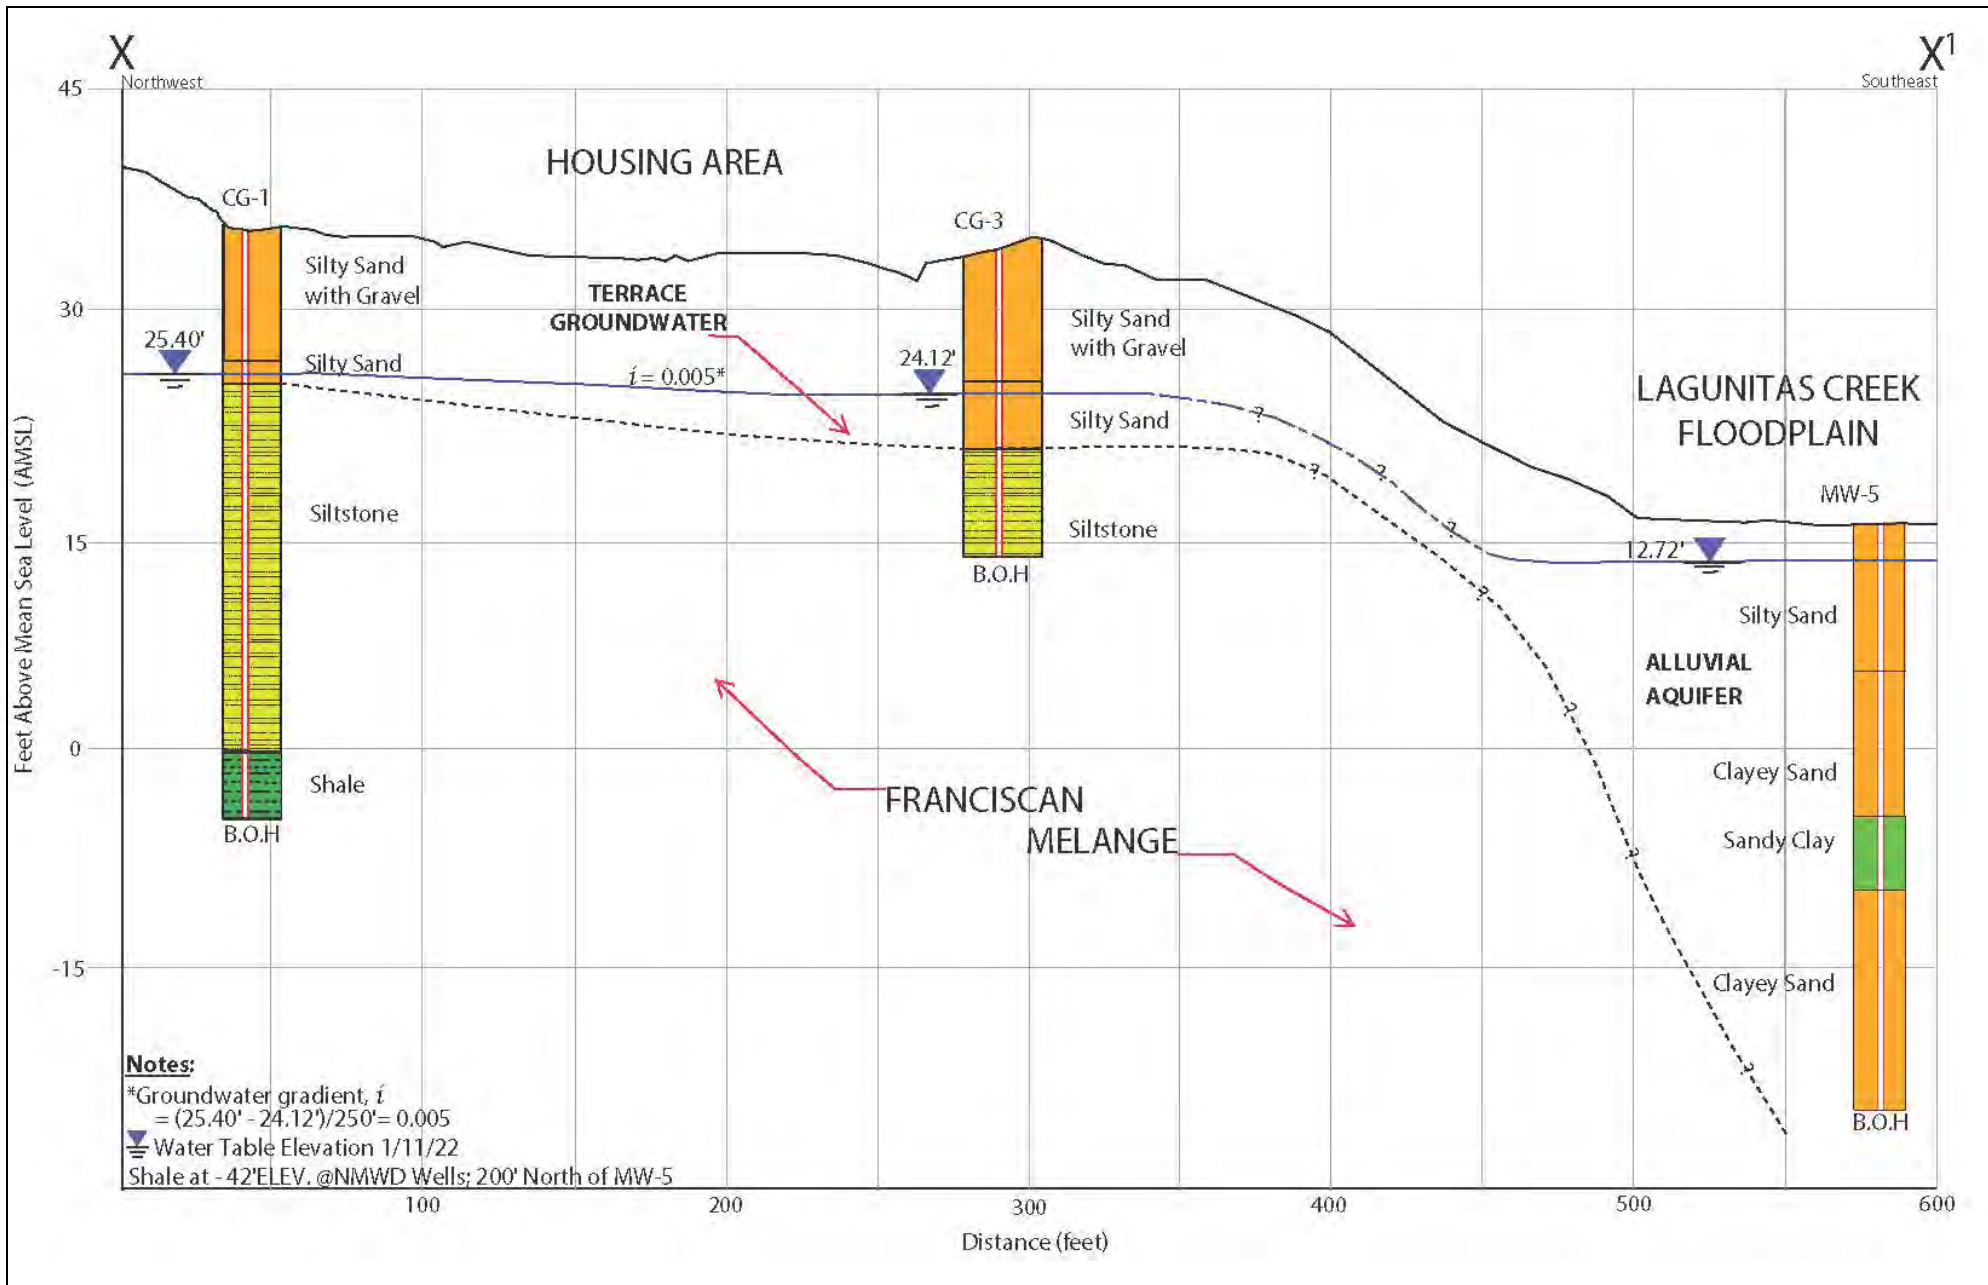 X
Northwest
X1
Southeast
45
HOUSING AREA
CG-1
CG-3
Silty Sand
with Gravel
TERRACE
GROUNDWATER
30
Silty Sand
with Gravel
25.40'
Silty Sand
24.12'
i = 0.005*
Silty Sand
?
?
?
?
?
?
?
?
LAGUNITAS CREEK
FLOODPLAIN
MW-5
Siltstone
Siltstone
B.O.H
15
12.72'
Silty Sand
ALLUVIAL
AQUIFER
Feet Above Mean Sea Level (AMSL)
0
Shale
B.O.H
FRANCISCAN
MELANGE
Clayey Sand
Sandy Clay
-15
Clayey Sand
B.O.H
Notes:
*Groundwater gradient, i
= (25.40' - 24.12')/250'= 0.005
Water Table Elevation 1/11/22
Shale at - 42'ELEV. @NMWD Wells; 200' North of MW-5
100
200
300
400
500
600
Distance (feet)